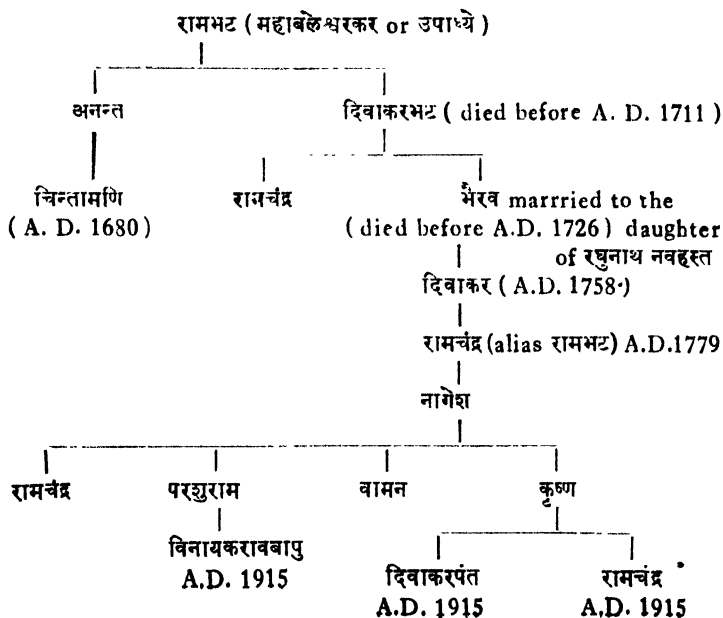 रामभट ( महाबळेश्वरकर or उपाध्ये )
अनन्त दिवाकरभट ( died before A. D. 1711 )
चिन्तामणि रामचंद्र भैरव marrried to the
( A. D. 1680 ) (died before A.D. 1726) daughter
of रघुनाथ नवहस्त
दिवाकर ( A.D. 1758 )
रामचंद्र (alias रामभट) A.D.1779
नागेश
रामचंद्र परशुराम वामन कृष्ण
विनायकरावबापु दिवाकरपंत रामचंद्र
A.D. 1915 A.D. 1915 A.D. 1915